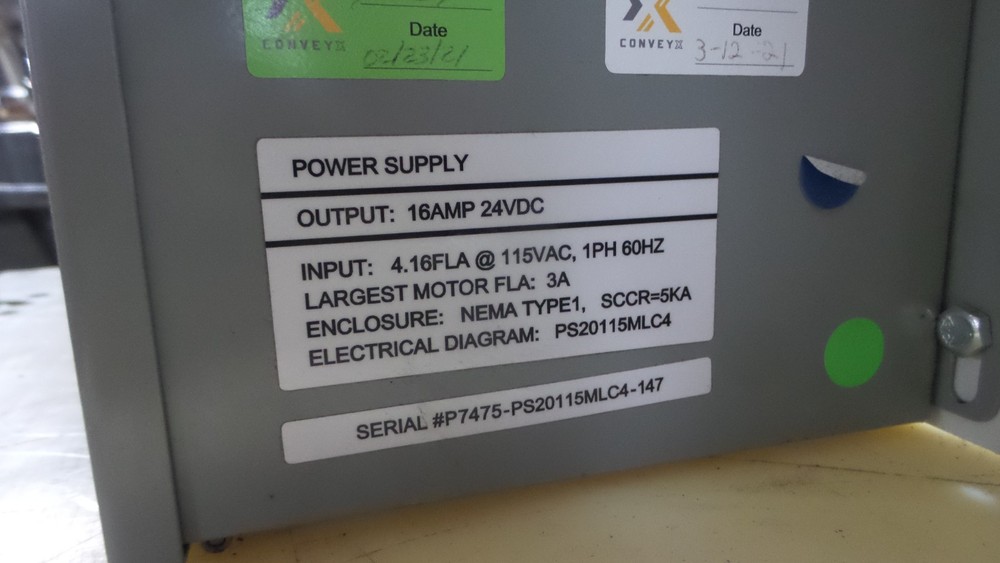 Date
CONVEYX
02/23/21
Date
CONVEYX
3-12-21
POWER SUPPLY
OUTPUT: 16AMP 24VDC
INPUT: 4.16FLA @ 115VAC, 1PH 60HZ
LARGEST MOTOR FLA: 3A
ENCLOSURE: NEMA TYPE1, SCCR=5KA
ELECTRICAL DIAGRAM: PS20115MLC4
SERIAL #P7475-PS20115MLC4-147